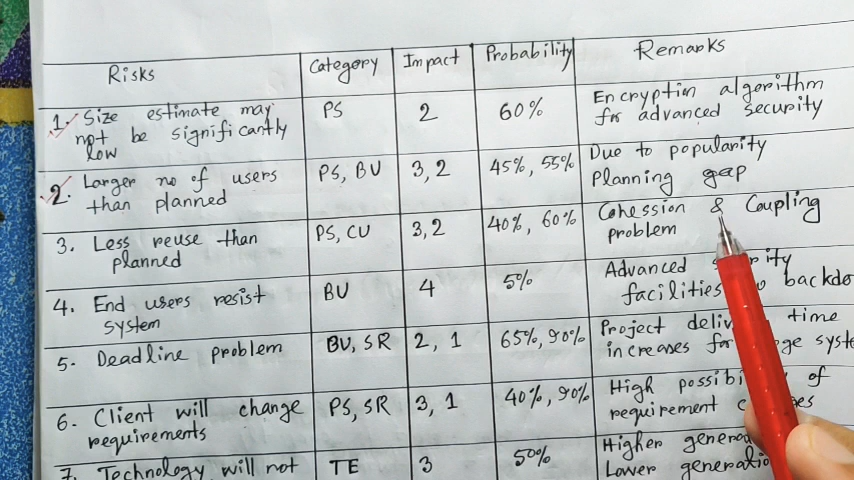 Risks Category Impact Probability Remarks
1. Size estimate may not be significantly low PS 2 60% Encryption algorithm for advanced security
2. Larger no of users than planned PS, BU 3, 2 45%, 55% Due to popularity Planning gap
3. Less reuse than planned PS, CU 3, 2 40%, 60% Cohession & Coupling problem
4. End users resist system BU 4 5% Advanced facilities backdo
5. Deadline problem BU, SR 2, 1 65%, 90% Project time increases for system
6. Client will change requirements PS, SR 3, 1 40%, 90% High of requirement
7. Technology will not TE 3 50% Higher Lower